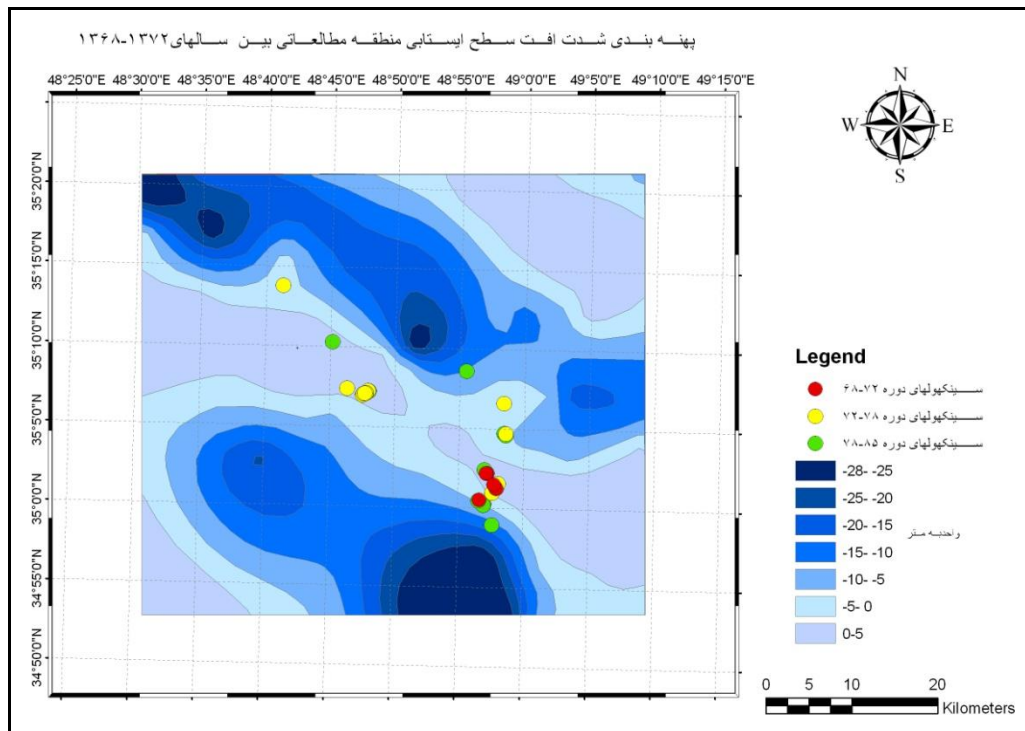 پهنه بندی شدت افت سطح ایستابی منطقه مطالعاتی بین سالهای ۱۳۷۲-۱۳۶۸
48°25'0"E 48°30'0"E 48°35'0"E 48°40'0"E 48°45'0"E 48°50'0"E 48°55'0"E 49°0'0"E 49°5'0"E 49°10'0"E 49°15'0"E
N
W E
S
35°20'0"N
35°15'0"N
35°10'0"N
35°5'0"N
35°0'0"N
34°55'0"N
34°50'0"N
Legend
سینکهولهای دوره ۷۲-۶۸
سینکهولهای دوره ۷۸-۷۲
سینکهولهای دوره ۸۵-۷۸
-28- -25
-25- -20
-20- -15
واحدبه متر
-15- -10
-10- -5
-5- 0
0-5
0 5 10 20
Kilometers